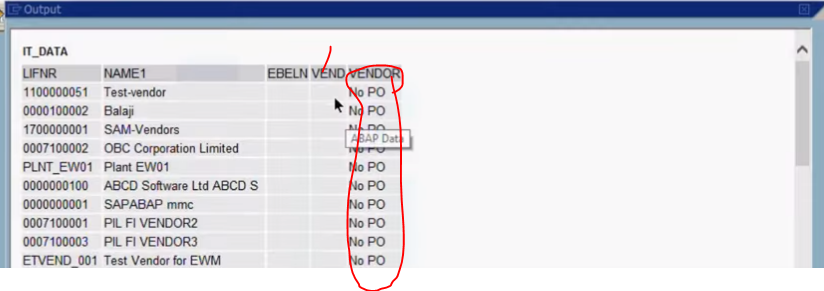 Output
IT_DATA
LIFNR NAME1 EBELN VEND VENDOR
1100000051 Test-vendor No PO
0000100002 Balaji No PO
1700000001 SAM-Vendors No PO
ABAP Data
0007100002 OBC Corporation Limited No PO
PLNT_EW01 Plant EW01 No PO
0000000100 ABCD Software Ltd ABCD S No PO
0000000001 SAPABAP mmc No PO
0007100001 PIL FI VENDOR2 No PO
0007100003 PIL FI VENDOR3 No PO
ETVEND_001 Test Vendor for EWM No PO